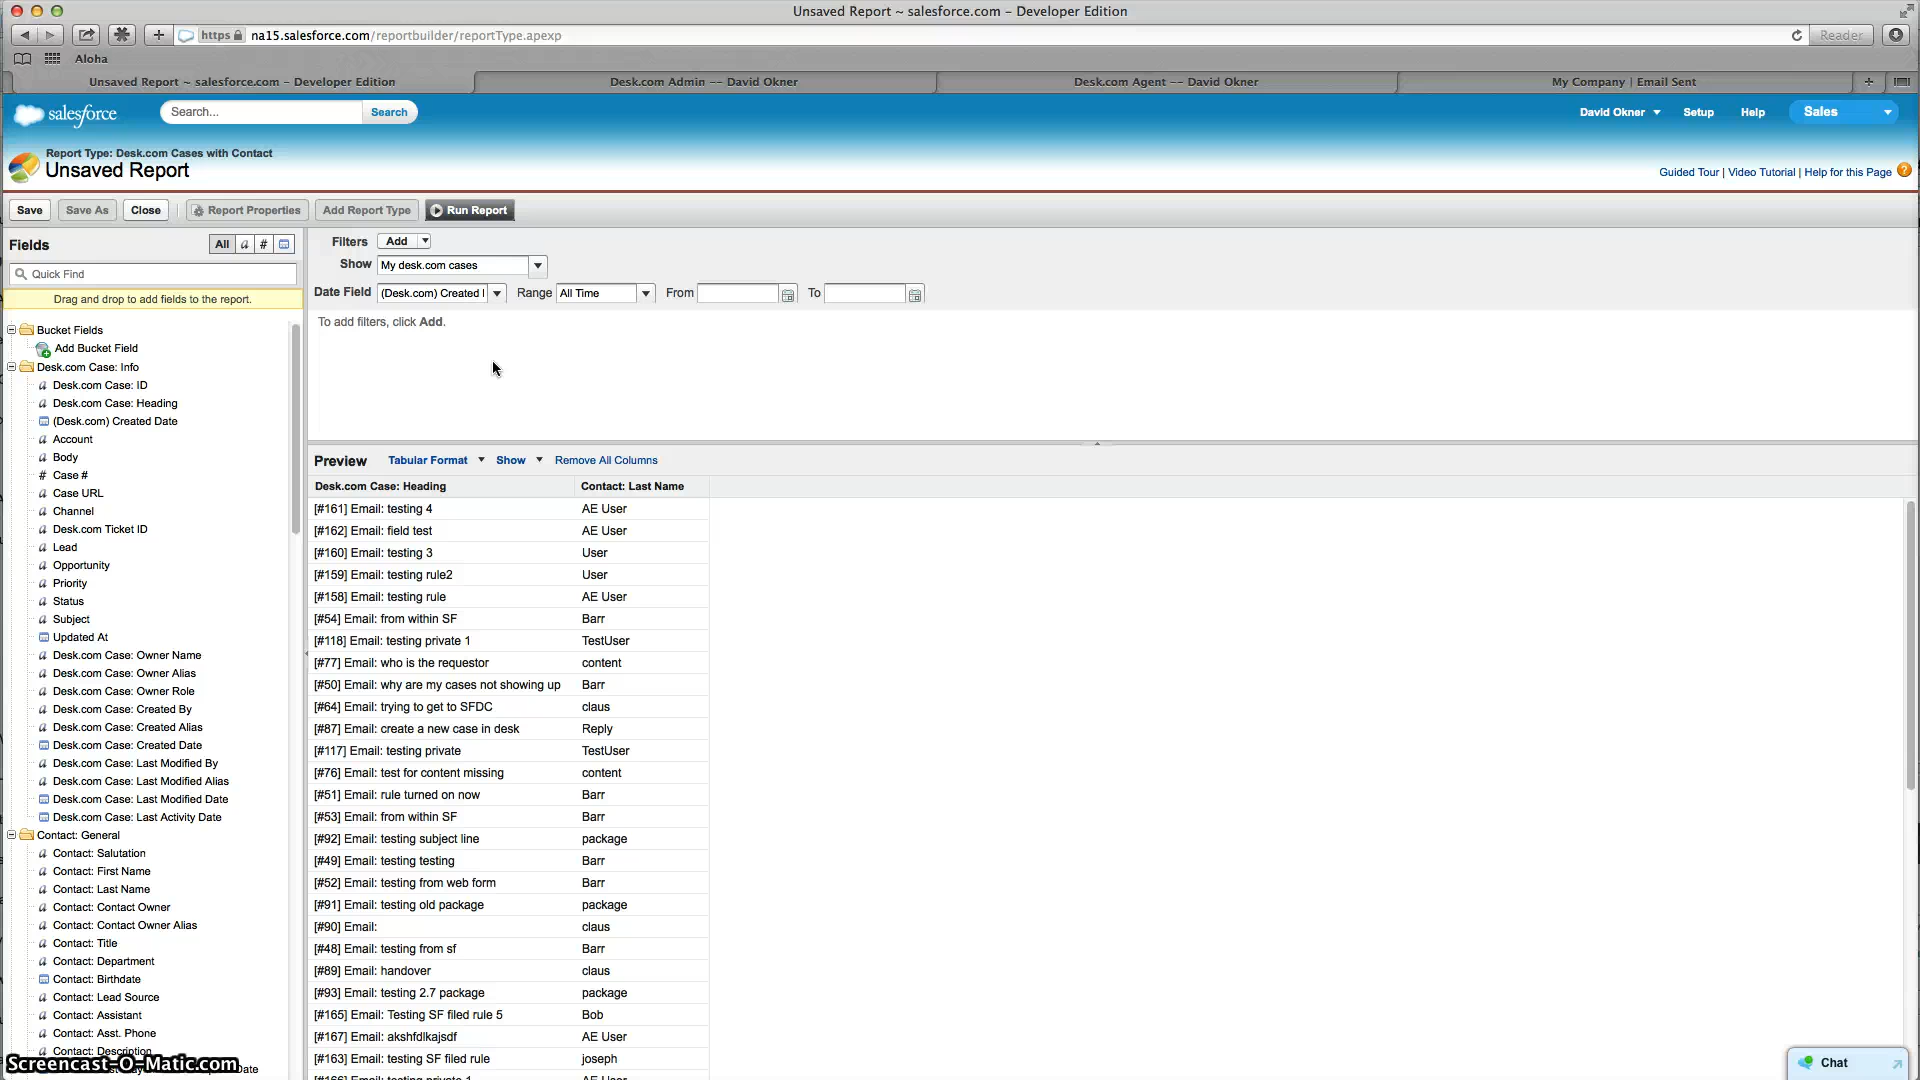 Unsaved Report ~ salesforce.com – Developer Edition
https na15.salesforce.com/reportbuilder/reportType.apexp Reader
Aloha
Unsaved Report ~ salesforce.com – Developer Edition Desk.com Admin –– David Okner Desk.com Agent –– David Okner My Company | Email Sent
salesforce Search... Search David Okner Setup Help Sales
Report Type: Desk.com Cases with Contact
Unsaved Report
Guided Tour | Video Tutorial | Help for this Page ?
Save Save As Close Report Properties Add Report Type Run Report
Fields All a #
Quick Find
Drag and drop to add fields to the report.
Bucket Fields
Add Bucket Field
Desk.com Case: Info
a Desk.com Case: ID
a Desk.com Case: Heading
(Desk.com) Created Date
a Account
a Body
# Case #
a Case URL
a Channel
a Desk.com Ticket ID
a Lead
a Opportunity
a Priority
a Status
a Subject
Updated At
a Desk.com Case: Owner Name
a Desk.com Case: Owner Alias
a Desk.com Case: Owner Role
a Desk.com Case: Created By
a Desk.com Case: Created Alias
Desk.com Case: Created Date
a Desk.com Case: Last Modified By
a Desk.com Case: Last Modified Alias
Desk.com Case: Last Modified Date
Desk.com Case: Last Activity Date
Contact: General
a Contact: Salutation
a Contact: First Name
a Contact: Last Name
a Contact: Contact Owner
a Contact: Contact Owner Alias
a Contact: Title
a Contact: Department
Contact: Birthdate
a Contact: Lead Source
a Contact: Assistant
a Contact: Asst. Phone
a Contact: Description
Date
Screencast-O-Matic.com
Filters Add
Show My desk.com cases
Date Field (Desk.com) Created Range All Time From To
To add filters, click Add.
Preview Tabular Format Show Remove All Columns
Desk.com Case: Heading Contact: Last Name
[#161] Email: testing 4 AE User
[#162] Email: field test AE User
[#160] Email: testing 3 User
[#159] Email: testing rule2 User
[#158] Email: testing rule AE User
[#54] Email: from within SF Barr
[#118] Email: testing private 1 TestUser
[#77] Email: who is the requestor content
[#50] Email: why are my cases not showing up Barr
[#64] Email: trying to get to SFDC claus
[#87] Email: create a new case in desk Reply
[#117] Email: testing private TestUser
[#76] Email: test for content missing content
[#51] Email: rule turned on now Barr
[#53] Email: from within SF Barr
[#92] Email: testing subject line package
[#49] Email: testing testing Barr
[#52] Email: testing from web form Barr
[#91] Email: testing old package package
[#90] Email: claus
[#48] Email: testing from sf Barr
[#89] Email: handover claus
[#93] Email: testing 2.7 package package
[#165] Email: Testing SF filed rule 5 Bob
[#167] Email: akshfdlkajsdf AE User
[#163] Email: testing SF filed rule joseph
[#166] Email: testing private 1 AE User
Chat